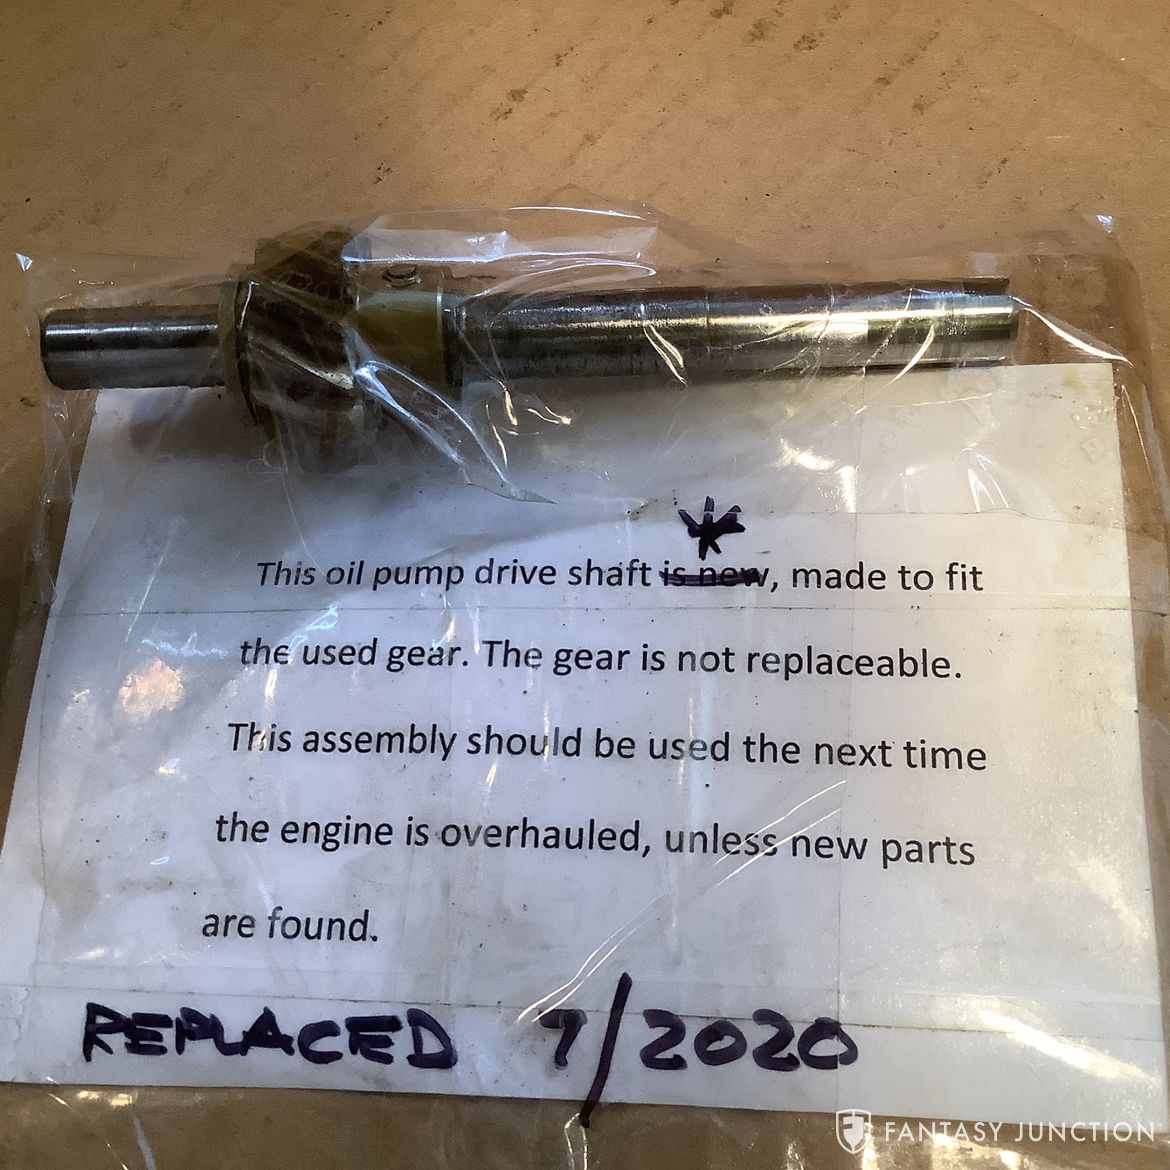 *
This oil pump drive shaft is new, made to fit
the used gear. The gear is not replaceable.
This assembly should be used the next time
the engine is overhauled, unless new parts
are found.
REPLACED 7/2020
FANTASY JUNCTION